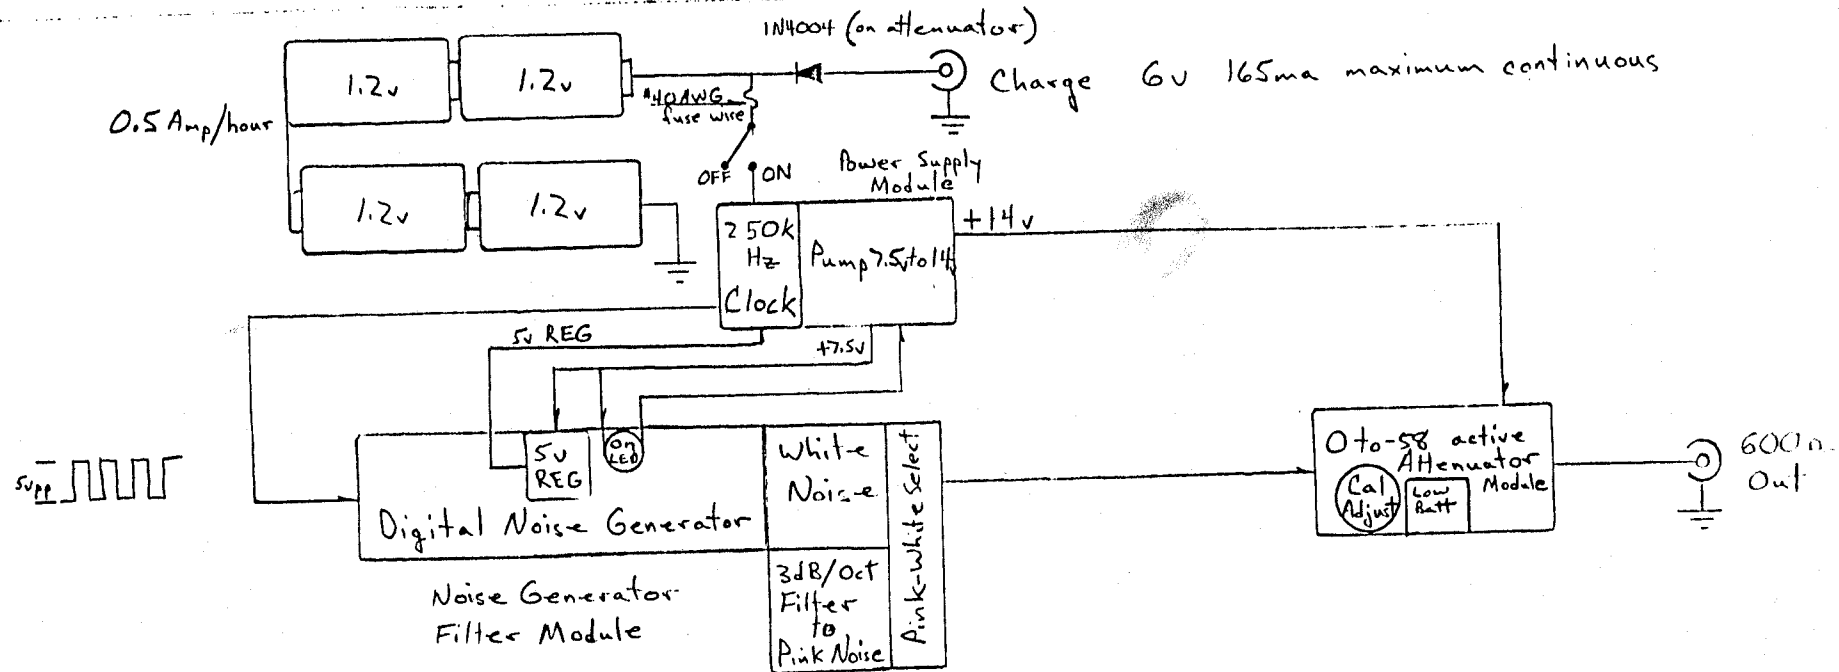 1N4004 (on attenuator)
1.2v
1.2v
Charge 6v 165ma maximum continuous
#40AWG
fuse wire
0.5 Amp/hour
OFF
ON
1.2v
1.2v
Power Supply
Module
250k
Hz
Clock
Pump 7.5v to 14v
+14v
5v REG
+7.5v
5vpp
5v
REG
on
LED
Digital Noise Generator
White
Noise
Pink-White Select
3dB/Oct
Filter
to
Pink Noise
Noise Generator
Filter Module
0 to -58 active
Attenuator
Module
Cal
Adjust
Low
Batt
600Ω
Out